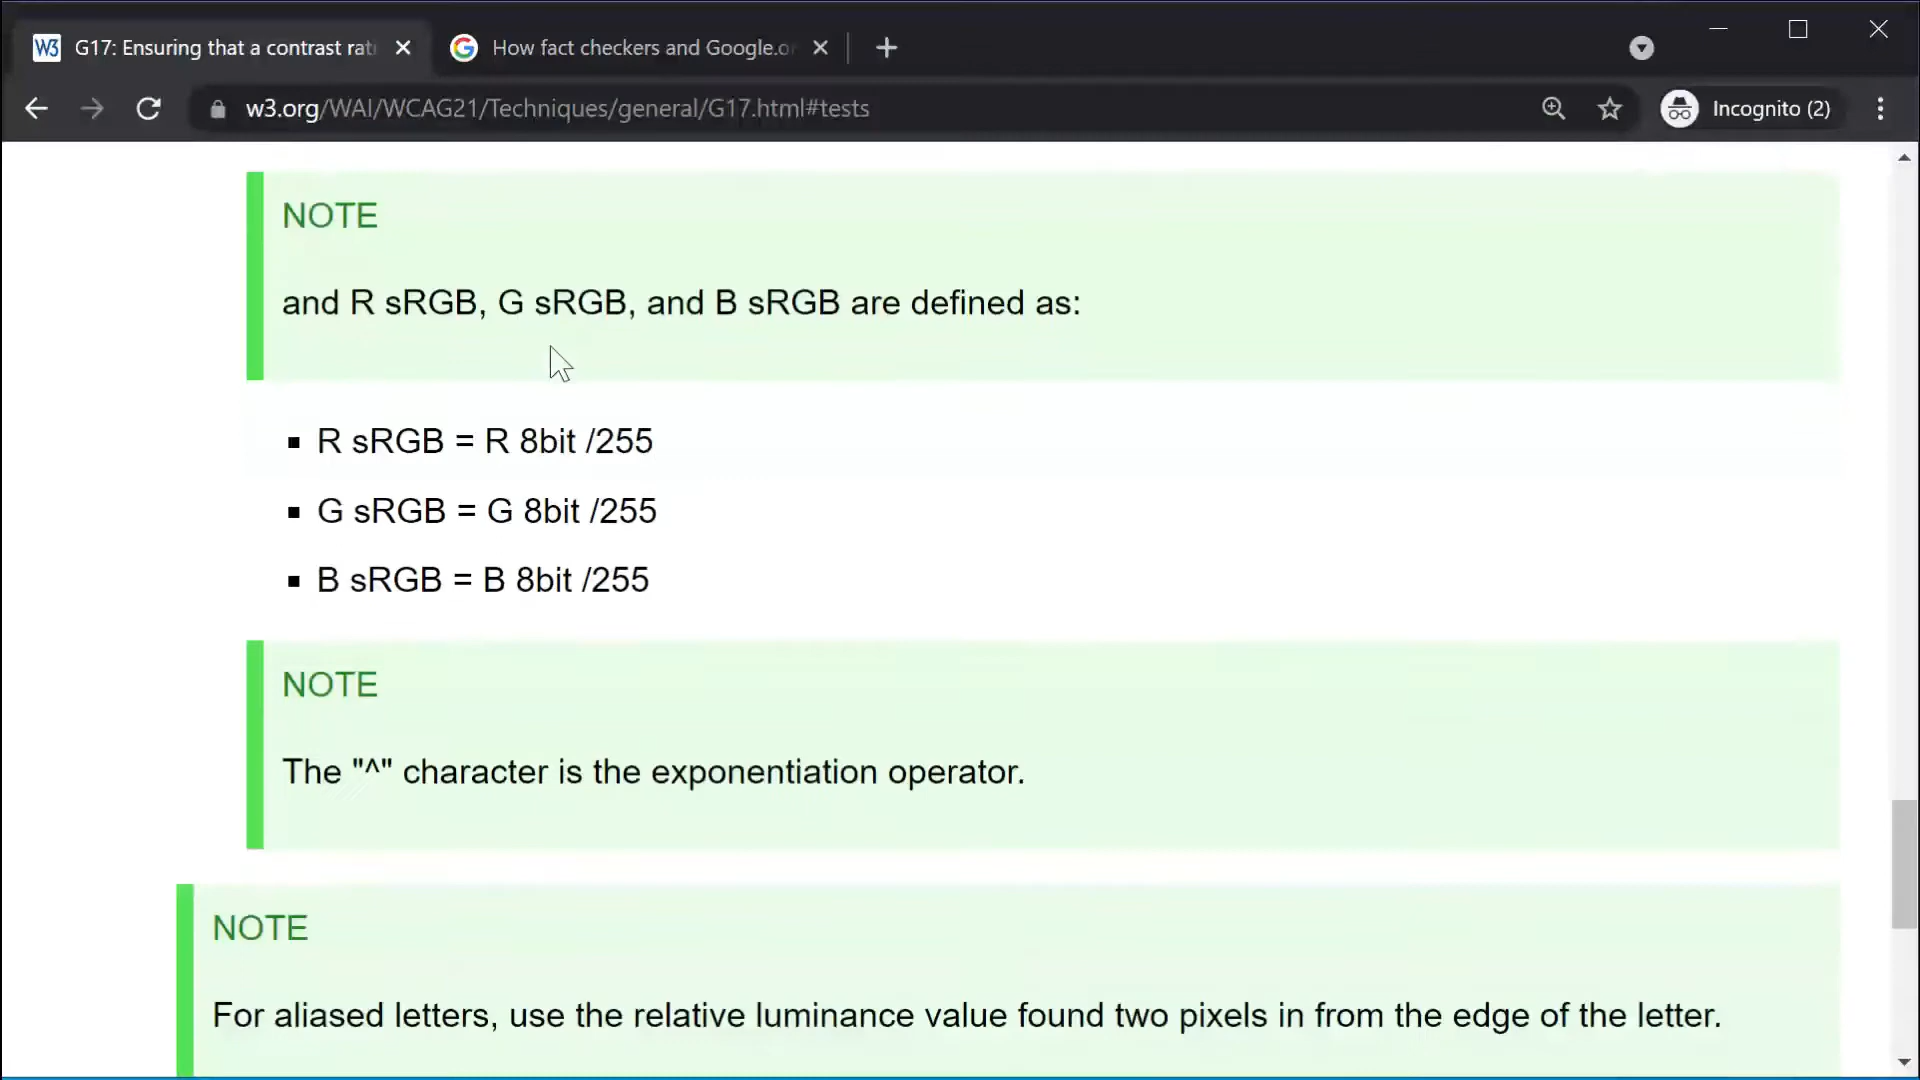 G17: Ensuring that a contrast rati
How fact checkers and Google.or
w3.org/WAI/WCAG21/Techniques/general/G17.html#tests
Incognito (2)
NOTE
and R sRGB, G sRGB, and B sRGB are defined as:
R sRGB = R 8bit /255
G sRGB = G 8bit /255
B sRGB = B 8bit /255
NOTE
The "^" character is the exponentiation operator.
NOTE
For aliased letters, use the relative luminance value found two pixels in from the edge of the letter.